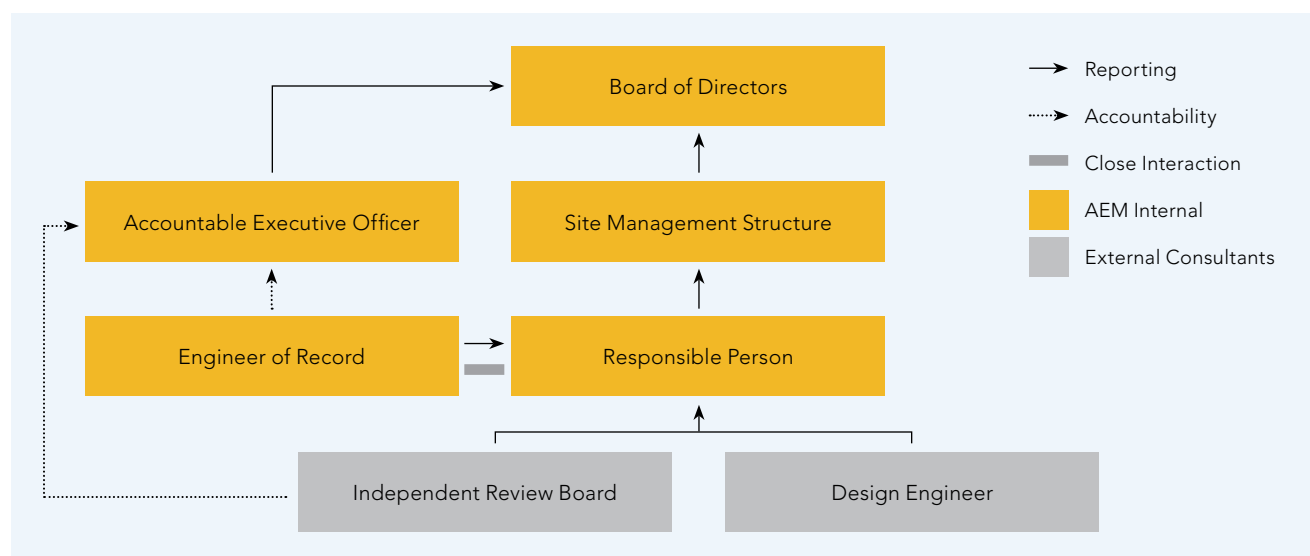 Board of Directors
Reporting
Accountability
Close Interaction
AEM Internal
External Consultants
Accountable Executive Officer
Site Management Structure
Engineer of Record
Responsible Person
Independent Review Board
Design Engineer